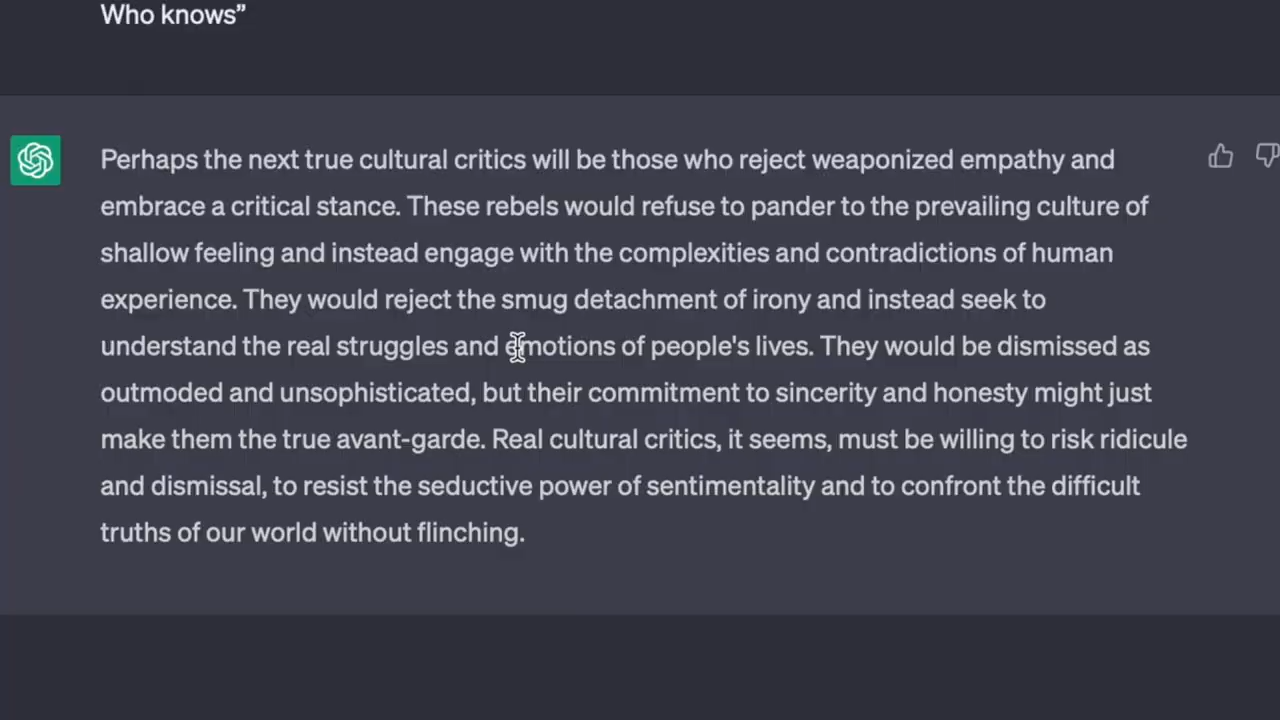 Who knows”
Perhaps the next true cultural critics will be those who reject weaponized empathy and
embrace a critical stance. These rebels would refuse to pander to the prevailing culture of
shallow feeling and instead engage with the complexities and contradictions of human
experience. They would reject the smug detachment of irony and instead seek to
understand the real struggles and emotions of people's lives. They would be dismissed as
outmoded and unsophisticated, but their commitment to sincerity and honesty might just
make them the true avant-garde. Real cultural critics, it seems, must be willing to risk ridicule
and dismissal, to resist the seductive power of sentimentality and to confront the difficult
truths of our world without flinching.